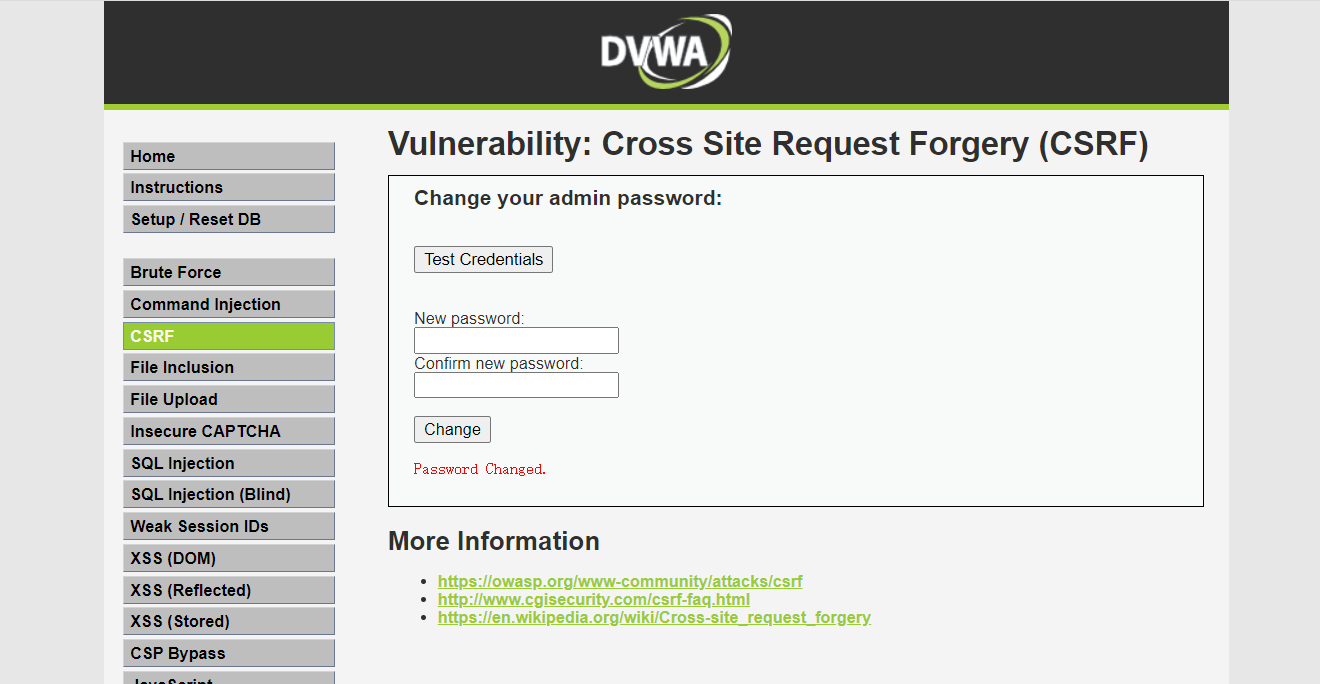 DVWA
Home
Instructions
Setup / Reset DB
Brute Force
Command Injection
CSRF
File Inclusion
File Upload
Insecure CAPTCHA
SQL Injection
SQL Injection (Blind)
Weak Session IDs
XSS (DOM)
XSS (Reflected)
XSS (Stored)
CSP Bypass
JavaScript
Vulnerability: Cross Site Request Forgery (CSRF)
Change your admin password:
Test Credentials
New password:
Confirm new password:
Change
Password Changed.
More Information
https://owasp.org/www-community/attacks/csrf
http://www.cgisecurity.com/csrf-faq.html
https://en.wikipedia.org/wiki/Cross-site_request_forgery